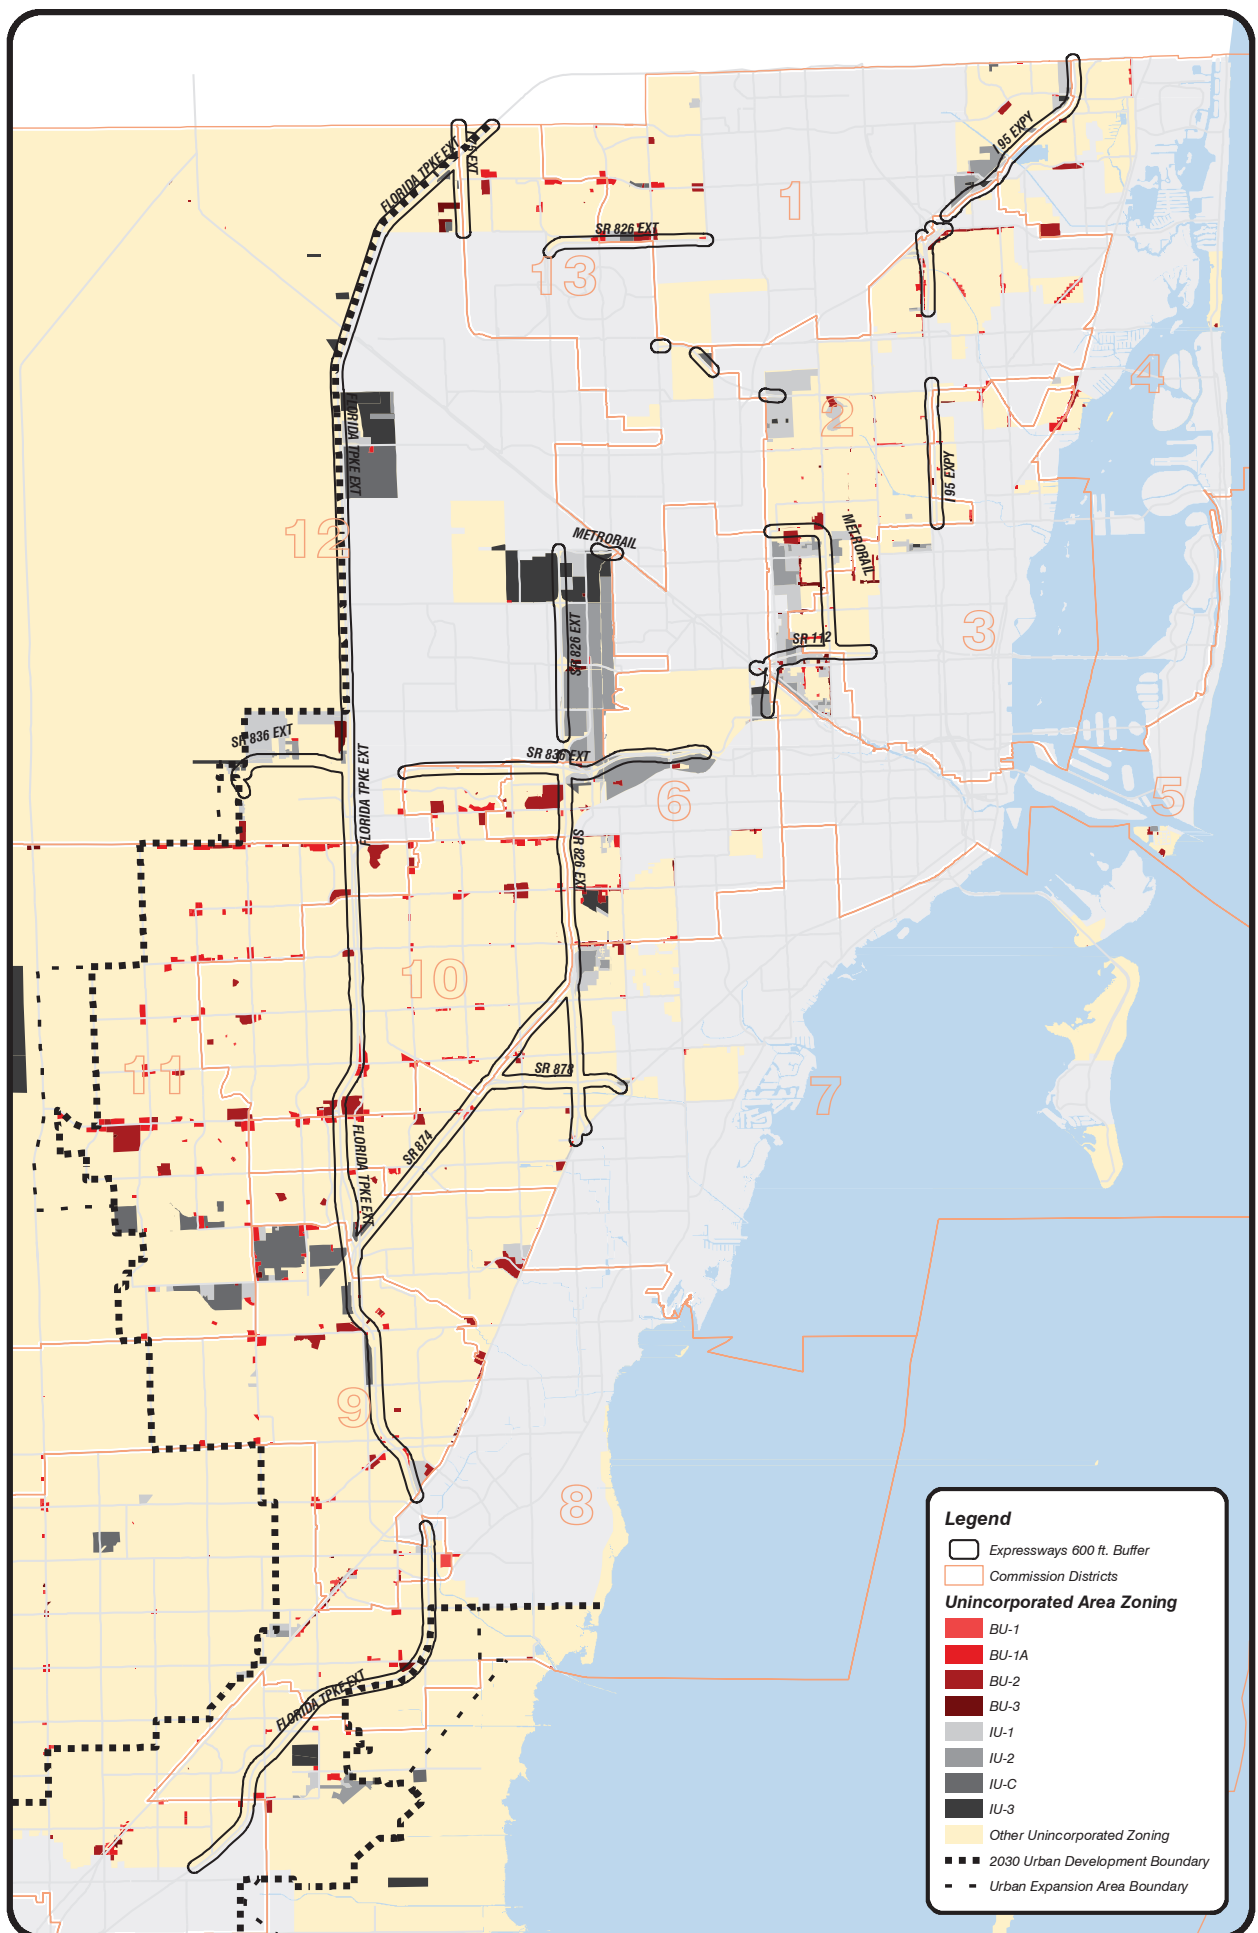 I 95 EXPY
FLORIDA TPKE EXT
EXT
1
SR 826 EXT
13
4
FLORIDA TPKE EXT
2
I 95 EXPY
12
METRORAIL
METRORAIL
3
SR 826 EXT
SR 112
SR 836 EXT
SR 836 EXT
FLORIDA TPKE EXT
6
5
SR 826 EXT
10
11
SR 878
7
FLORIDA TPKE EXT
SR 874
9
8
FLORIDA TPKE EXT
Legend
Expressways 600 ft. Buffer
Commission Districts
Unincorporated Area Zoning
BU-1
BU-1A
BU-2
BU-3
IU-1
IU-2
IU-C
IU-3
Other Unincorporated Zoning
2030 Urban Development Boundary
Urban Expansion Area Boundary